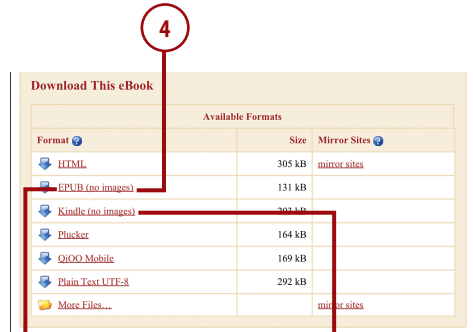 4
Download This eBook
Available Formats
Format Size Mirror Sites
HTML 305 kB mirror sites
EPUB (no images) 131 kB
Kindle (no images) 203 kB
Plucker 164 kB
QiOO Mobile 169 kB
Plain Text UTF-8 292 kB
More Files… mirror sites